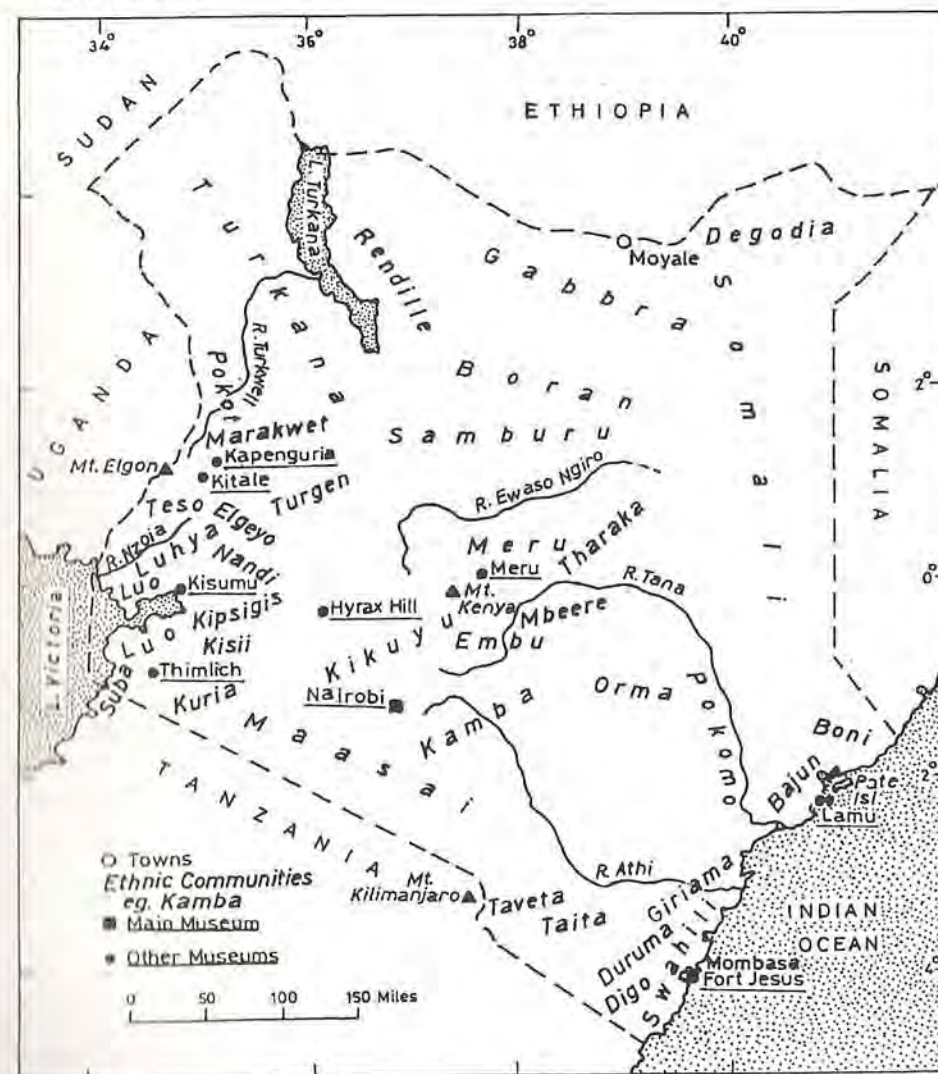 34°
36°
38°
40°
SUDAN
ETHIOPIA
L. Turkana
Turkana
Rendille
Gabbra
Degodia
Moyale
Somali
SOMALIA
UGANDA
R. Turkwell
Pokot
Boran
2°
Marakwet
Samburu
Mt. Elgon
Kapenguria
Kitale
Turgen
R. Ewaso Ngiro
Teso
Elgeyo
R. Nzoia
Luhya
Nandi
Meru
Tharaka
Luo
Kisumu
Meru
R. Tana
0°
Mt.
Kenya
Kipsigis
Hyrax Hill
Mbeere
L. Victoria
Luo
Kisii
Kikuyu
Embu
Suba
Thimlich
Kuria
Nairobi
Kamba
Orma
Pokomo
Maasai
Boni
TANZANIA
Bajun
2°
Pate
Isl
Lamu
Towns
Ethnic Communities
eg. Kamba
Main Museum
Other Museums
Mt.
Kilimanjaro
R. Athi
Taveta
Taita
Giriama
Duruma
Digo
Swahili
INDIAN
OCEAN
Mombasa
Fort Jesus
0 50 100 150 Miles